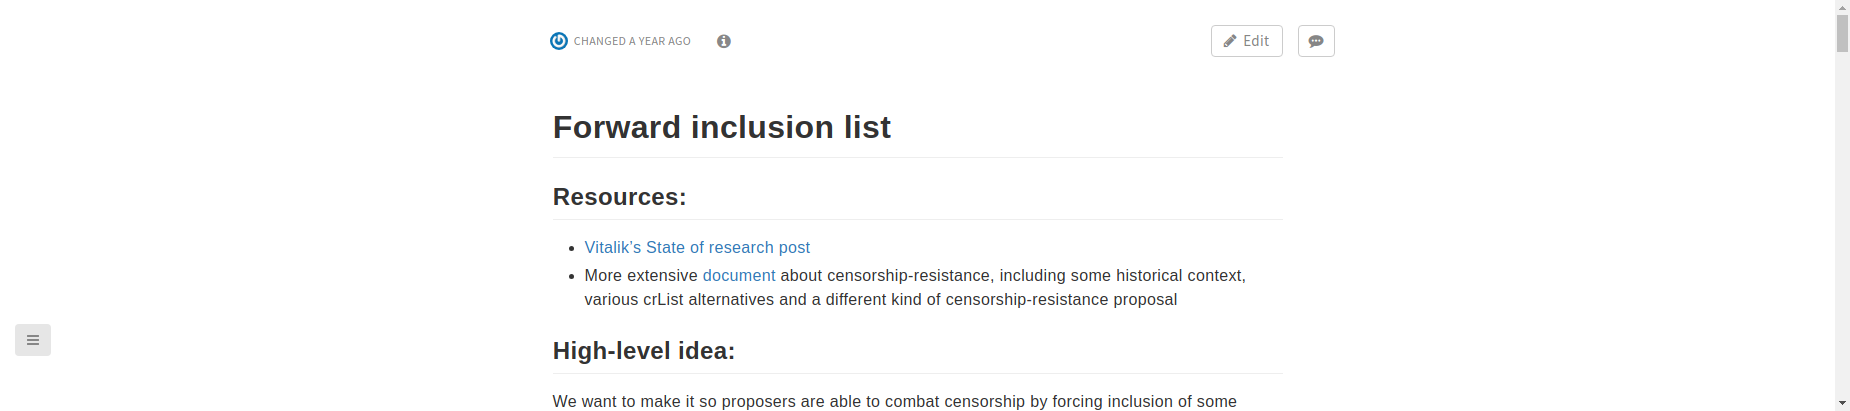 CHANGED A YEAR AGO
Edit
Forward inclusion list
Resources:
Vitalik’s State of research post
More extensive document about censorship-resistance, including some historical context,
various crList alternatives and a different kind of censorship-resistance proposal
High-level idea:
We want to make it so proposers are able to combat censorship by forcing inclusion of some